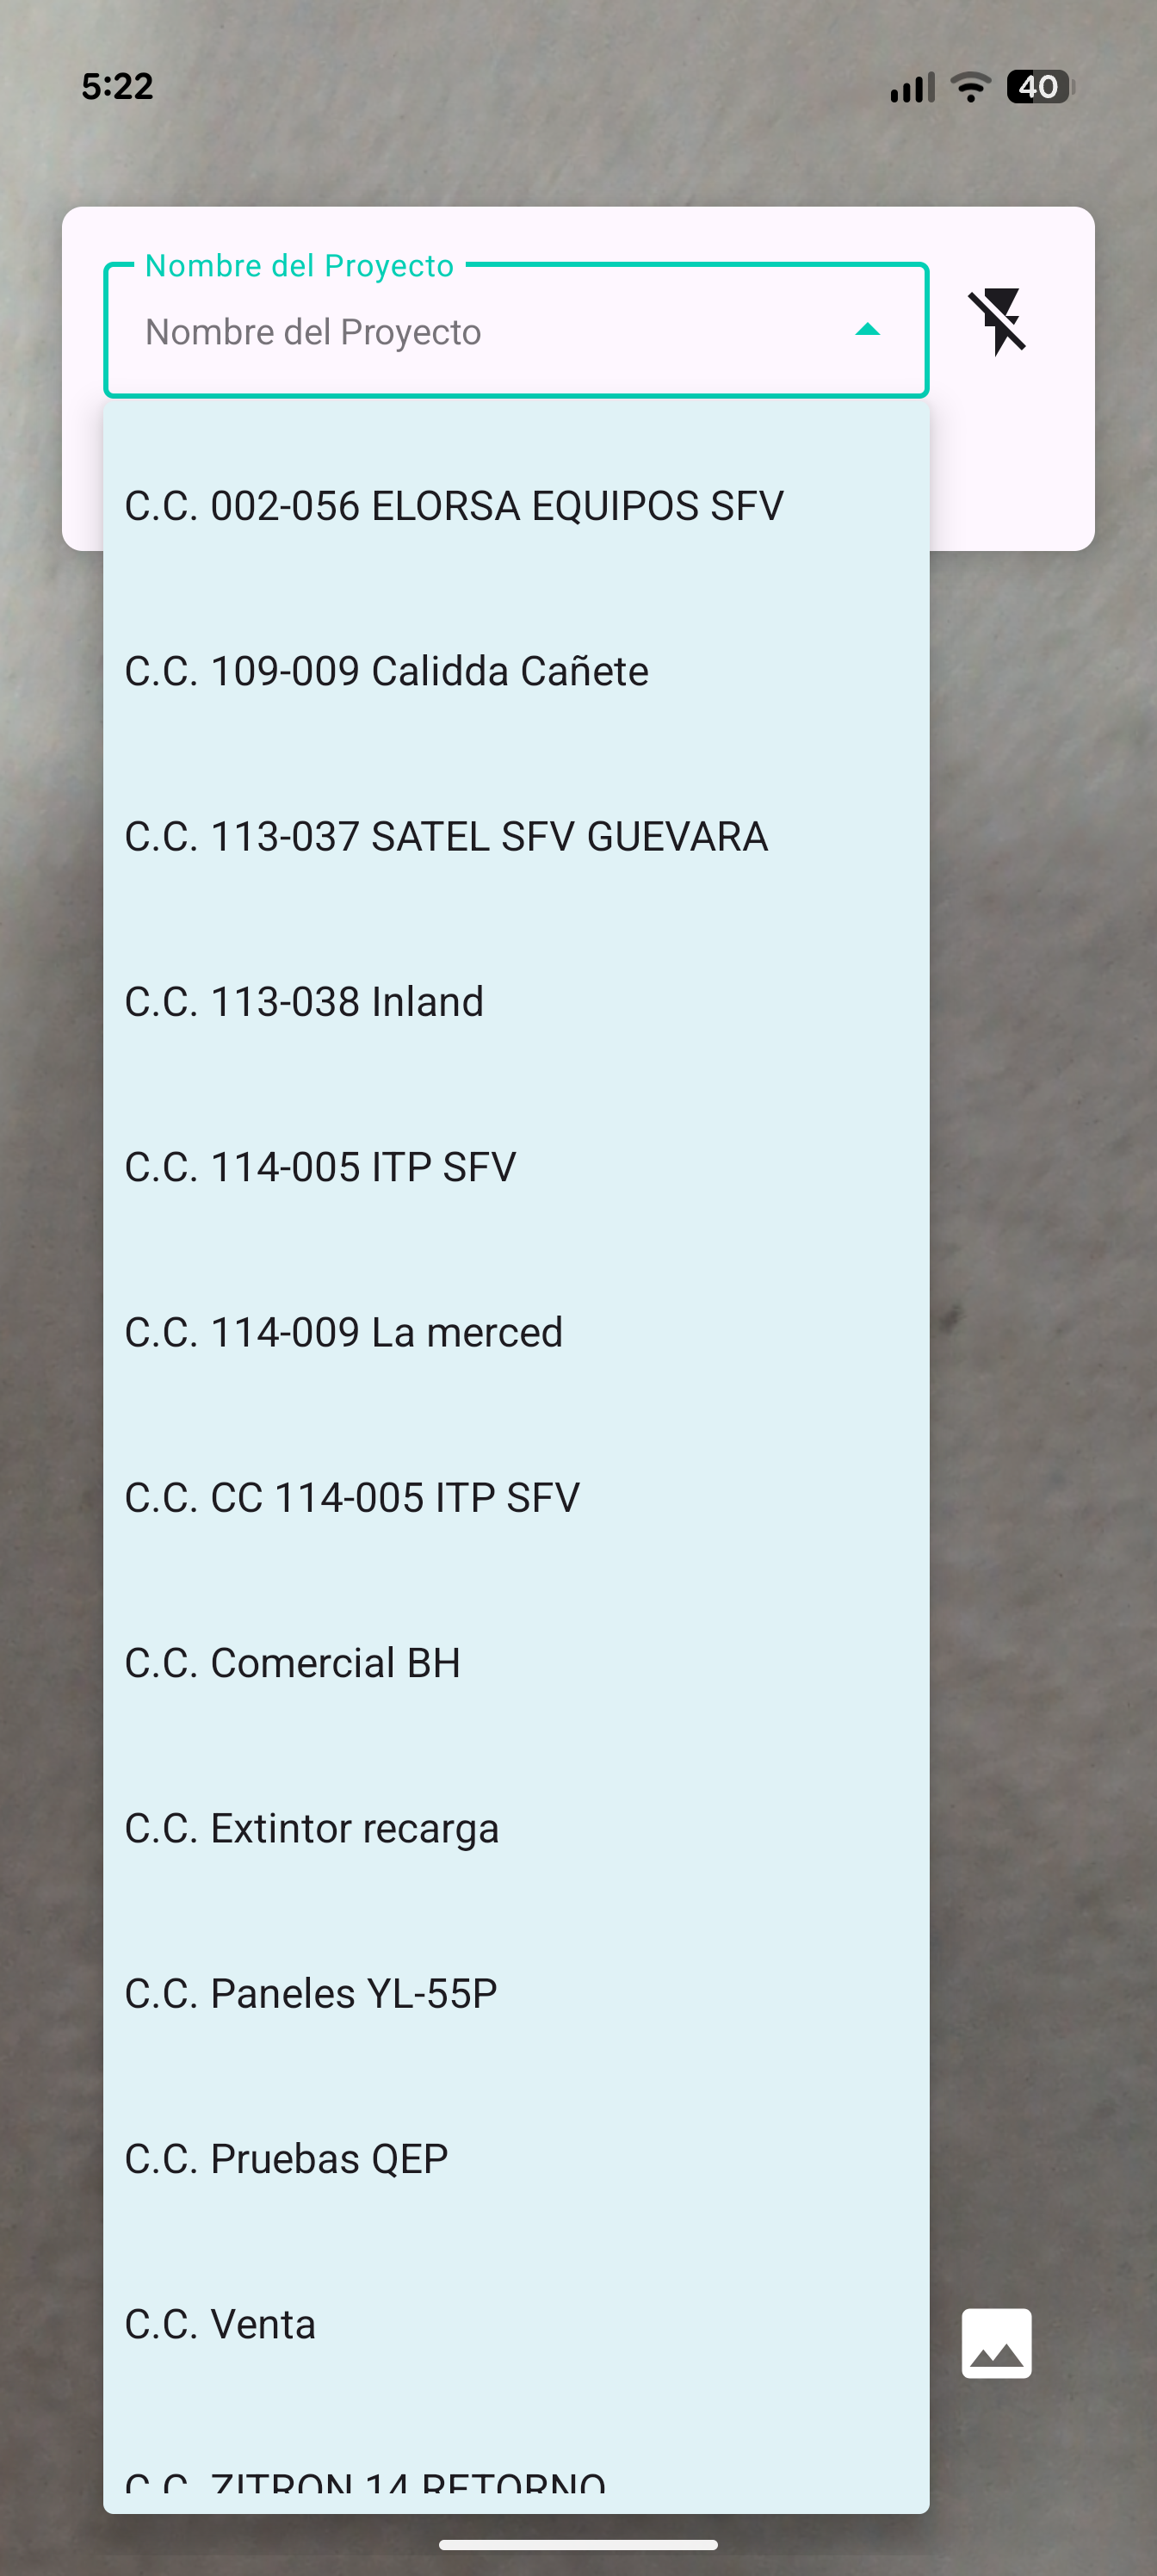 5:22
40
Nombre del Proyecto
Nombre del Proyecto
C.C. 002-056 ELORSA EQUIPOS SFV
C.C. 109-009 Calidda Cañete
C.C. 113-037 SATEL SFV GUEVARA
C.C. 113-038 Inland
C.C. 114-005 ITP SFV
C.C. 114-009 La merced
C.C. CC 114-005 ITP SFV
C.C. Comercial BH
C.C. Extintor recarga
C.C. Paneles YL-55P
C.C. Pruebas QEP
C.C. Venta
C.C. ZITRON 14 RETORNO